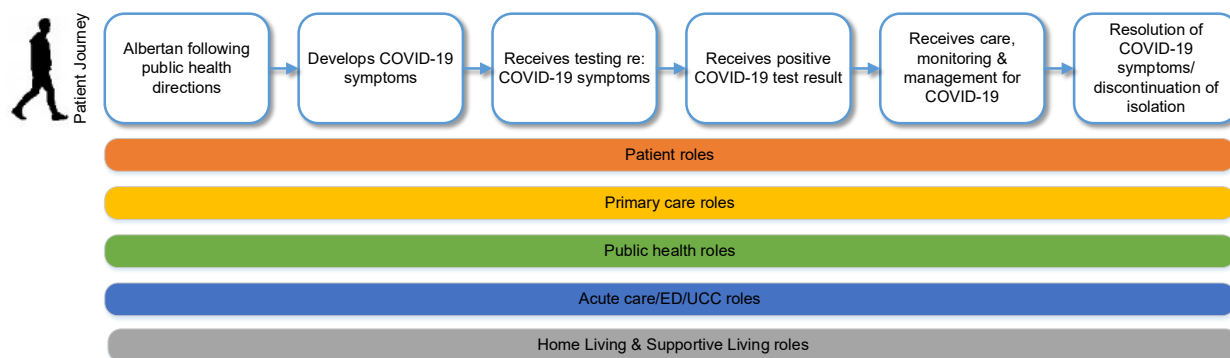 Patient Journey
Albertan following
public health
directions
Develops COVID-19
symptoms
Receives testing re:
COVID-19 symptoms
Receives positive
COVID-19 test result
Receives care,
monitoring &
management for
COVID-19
Resolution of
COVID-19
symptoms/
discontinuation of
isolation
Patient roles
Primary care roles
Public health roles
Acute care/ED/UCC roles
Home Living & Supportive Living roles